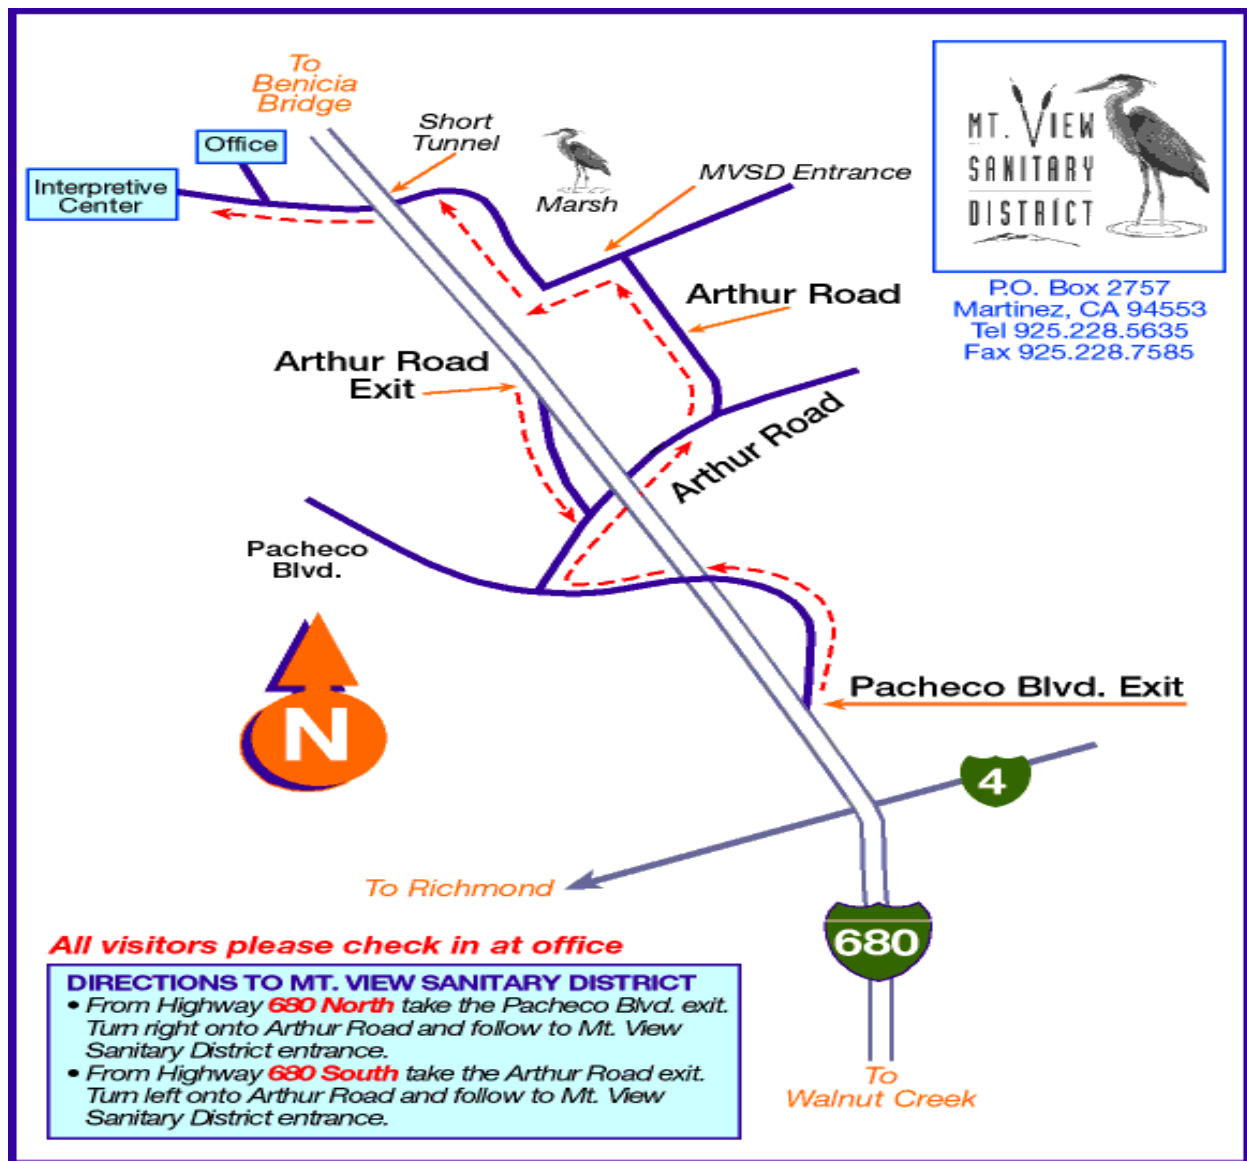 To
Benicia
Bridge
Short
Tunnel
Office
Interpretive
Center
Marsh
MVSD Entrance
MT. VIEW
SANITARY
DISTRICT
P.O. Box 2757
Martinez, CA 94553
Tel 925.228.5635
Fax 925.228.7585
Arthur Road
Arthur Road
Exit
Arthur Road
Pacheco
Blvd.
N
Pacheco Blvd. Exit
4
To Richmond
680
To
Walnut Creek
All visitors please check in at office
DIRECTIONS TO MT. VIEW SANITARY DISTRICT
• From Highway 680 North take the Pacheco Blvd. exit.
Turn right onto Arthur Road and follow to Mt. View
Sanitary District entrance.
• From Highway 680 South take the Arthur Road exit.
Turn left onto Arthur Road and follow to Mt. View
Sanitary District entrance.